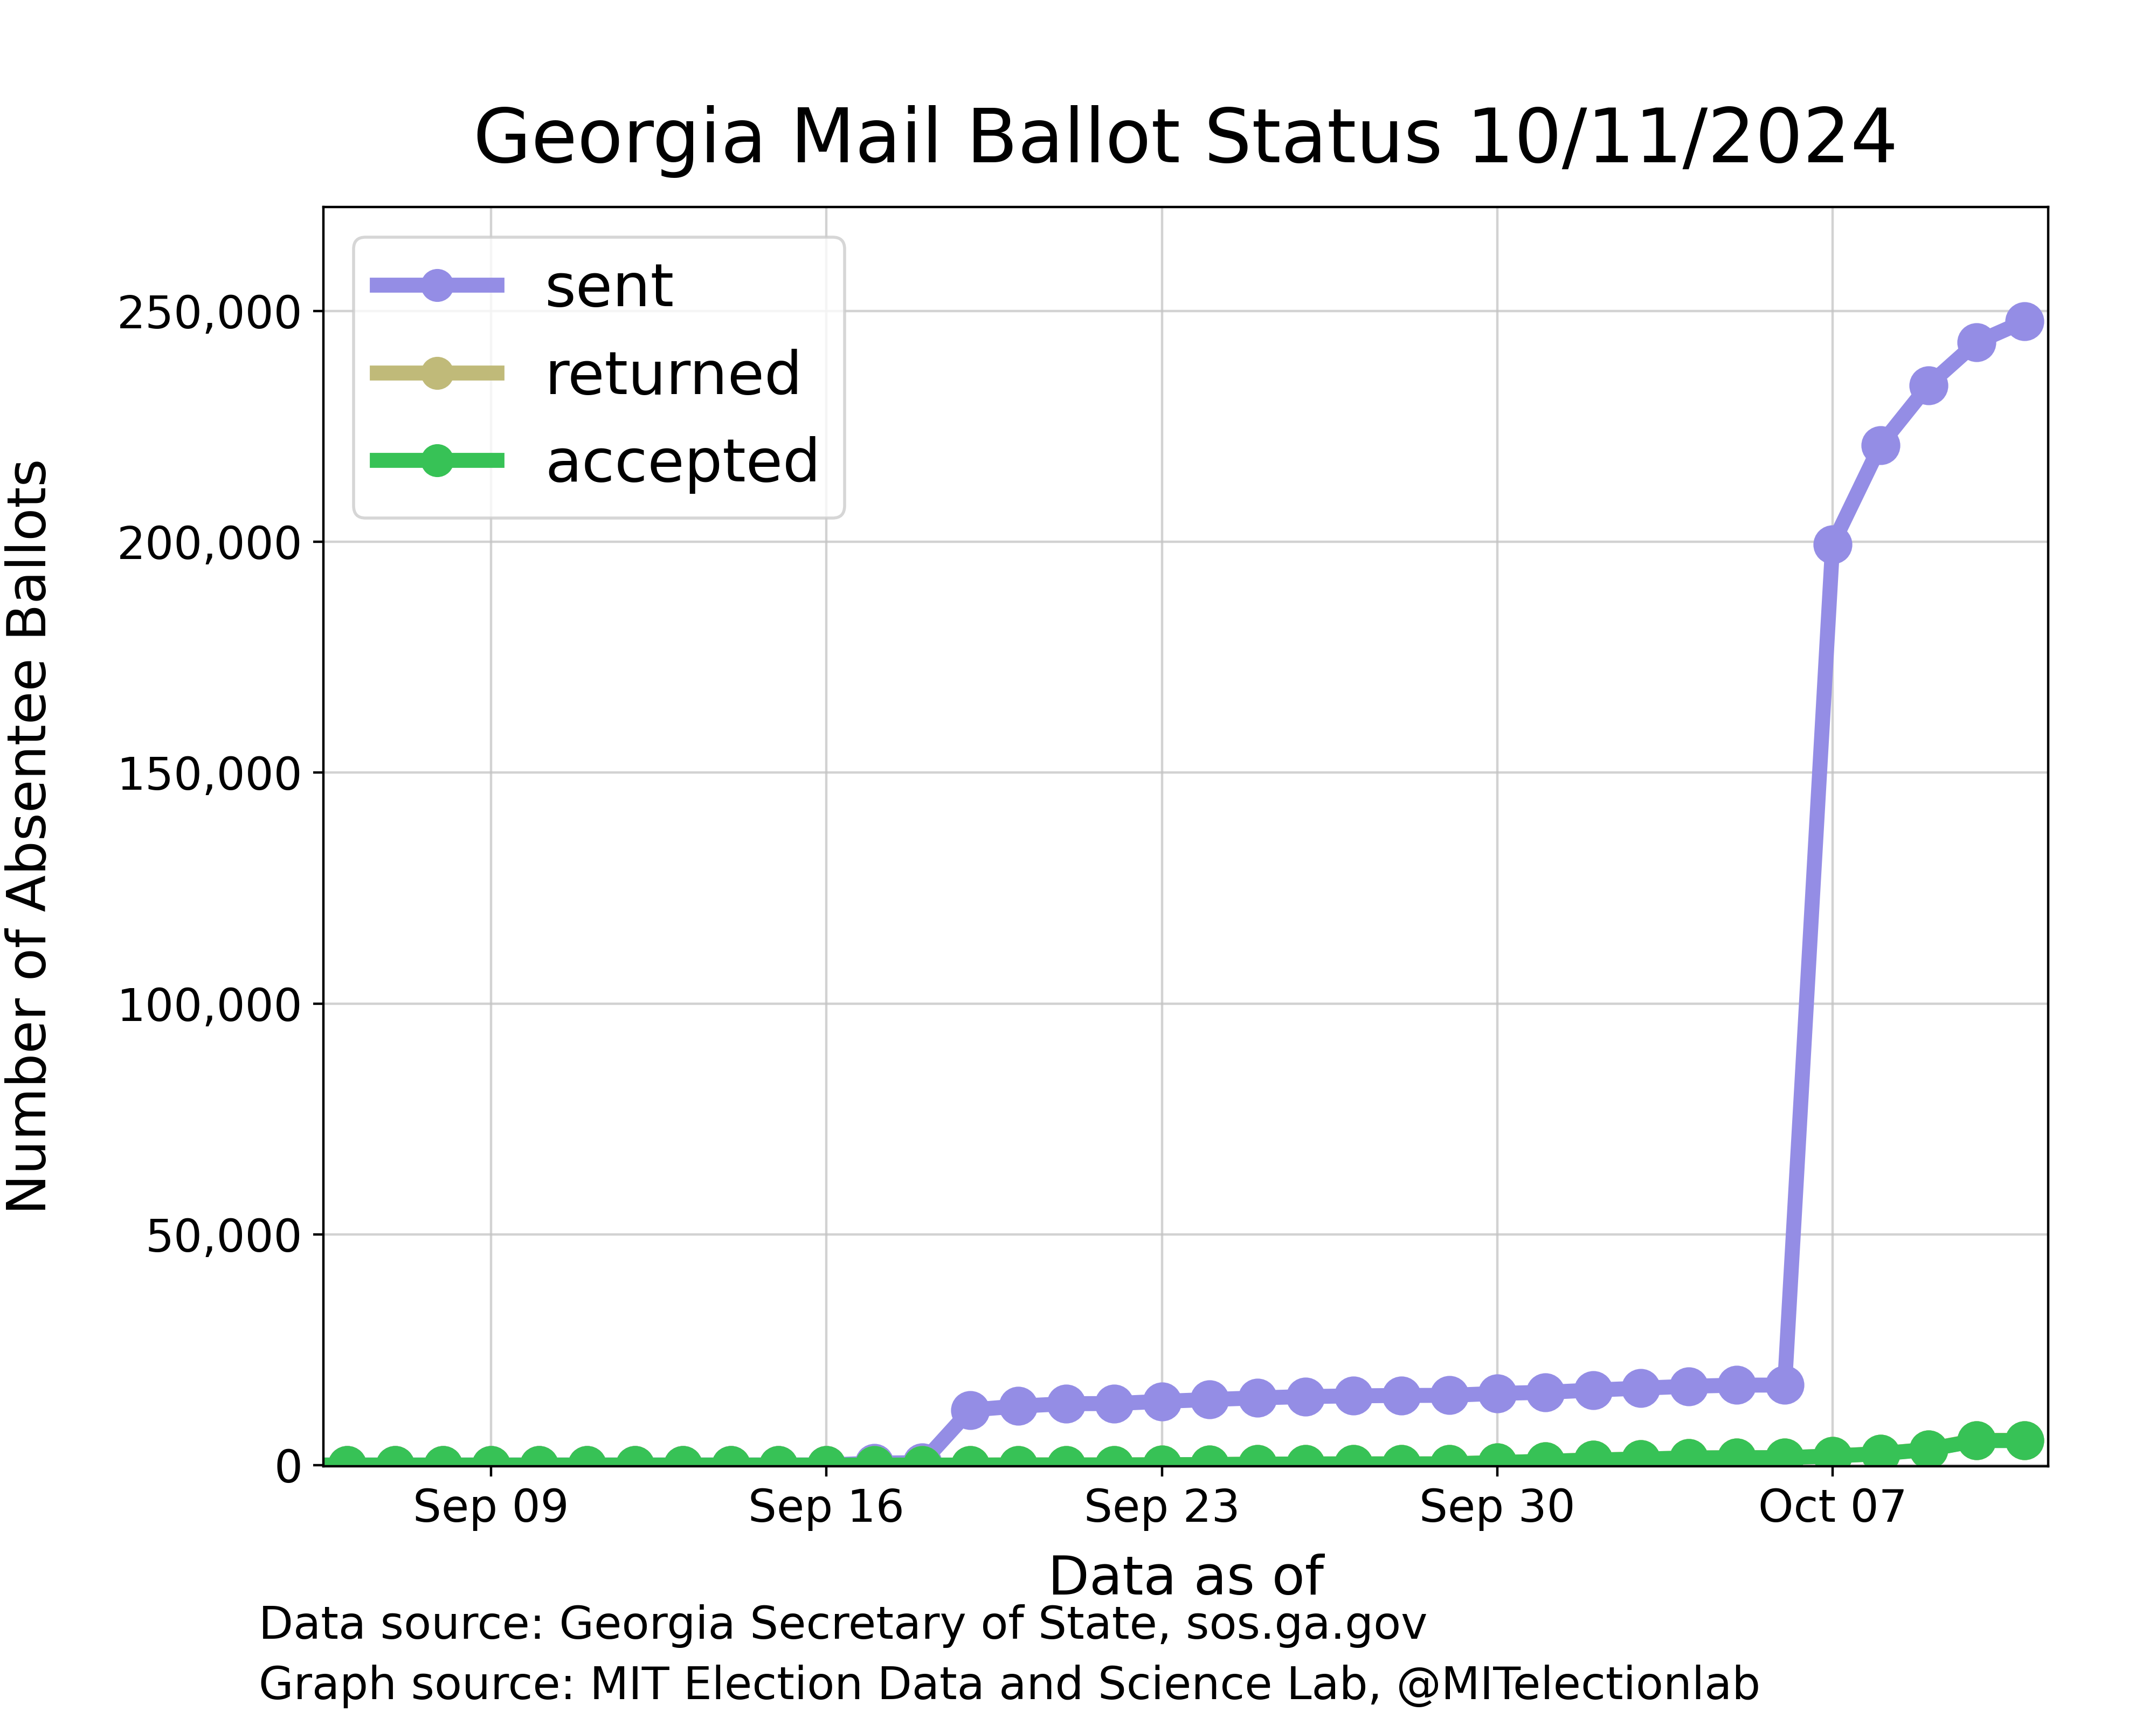 Georgia Mail Ballot Status 10/11/2024
sent
returned
accepted
Number of Absentee Ballots
250,000
200,000
150,000
100,000
50,000
0
Sep 09 Sep 16 Sep 23 Sep 30 Oct 07
Data as of
Data source: Georgia Secretary of State, sos.ga.gov
Graph source: MIT Election Data and Science Lab, @MITelectionlab